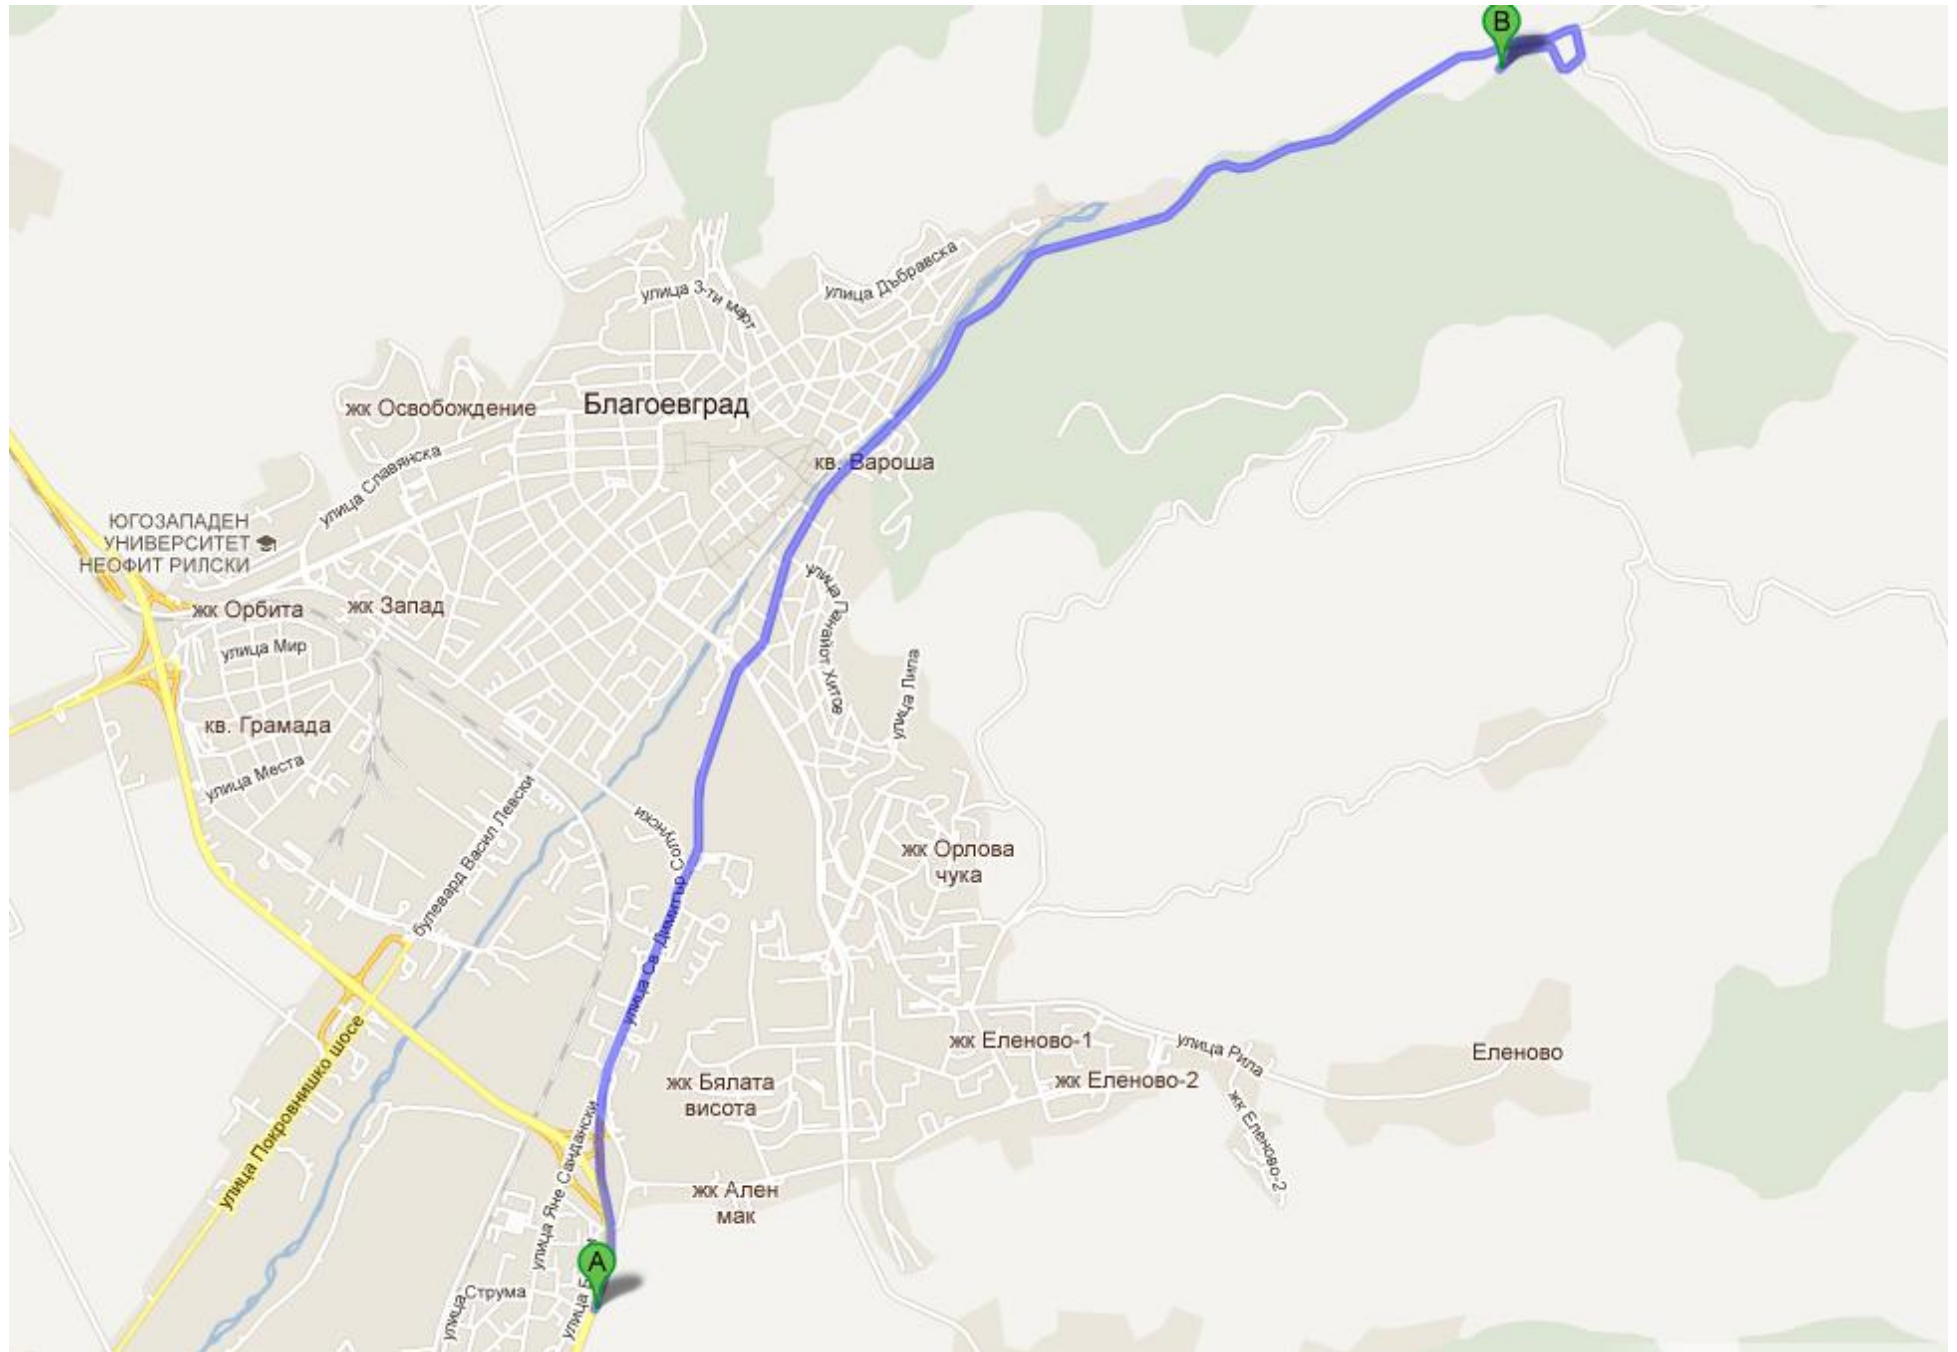 B
улица Дъбравска
улица 3-ти март
жк Освобождение
Благоевград
улица Славянска
кв. Вароша
ЮГОЗАПАДЕН
УНИВЕРСИТЕТ
НЕОФИТ РИЛСКИ
жк Орбита
жк Запад
улица Мир
улица Панайот Хитов
улица Липа
кв. Грамада
улица Места
булевард Васил Левски
улица Св. Димитър Солунски
жк Орлова
чука
улица Покровнишко шосе
жк Еленово-1
улица Рила
Еленово
жк Бялата
висота
жк Еленово-2
жк Еленово-2
улица Яне Сандански
жк Ален
мак
A
улица Струма
улица